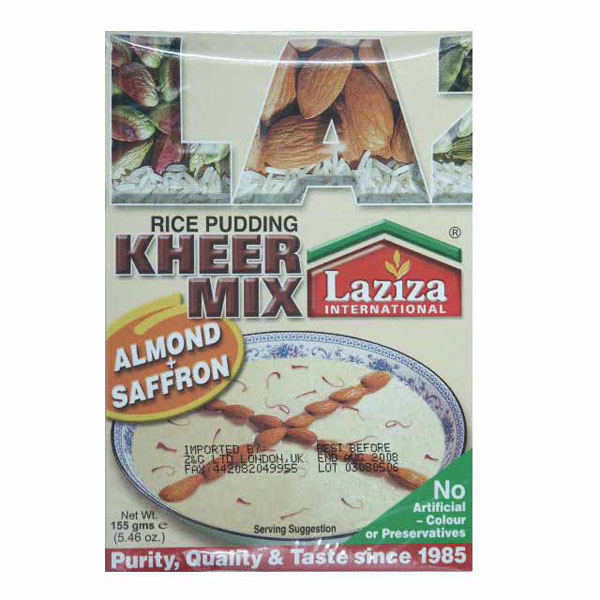 LAZ
RICE PUDDING
KHEER
MIX
®
Laziza
INTERNATIONAL
ALMOND
+
SAFFRON
IMPORTED BY
Z&G LTD LONDON,UK.
FAX:442082049955
BEST BEFORE
END AUG 2008
LOT 03080506
No
Artificial
– Colour
or Preservatives
Net Wt.
155 gms e
(5.46 oz.)
Serving Suggestion
Purity, Quality & Taste since 1985